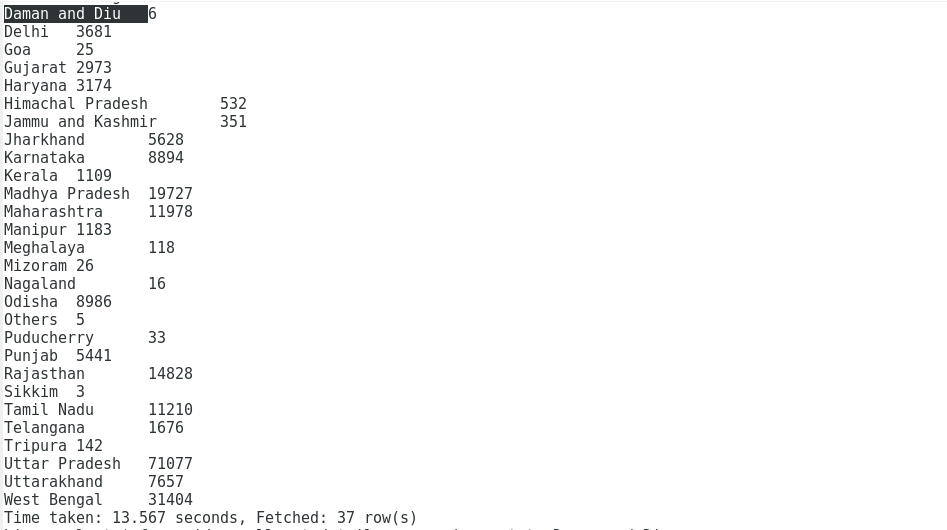 Daman and Diu 6
Delhi 3681
Goa 25
Gujarat 2973
Haryana 3174
Himachal Pradesh 532
Jammu and Kashmir 351
Jharkhand 5628
Karnataka 8894
Kerala 1109
Madhya Pradesh 19727
Maharashtra 11978
Manipur 1183
Meghalaya 118
Mizoram 26
Nagaland 16
Odisha 8986
Others 5
Puducherry 33
Punjab 5441
Rajasthan 14828
Sikkim 3
Tamil Nadu 11210
Telangana 1676
Tripura 142
Uttar Pradesh 71077
Uttarakhand 7657
West Bengal 31404
Time taken: 13.567 seconds, Fetched: 37 row(s)